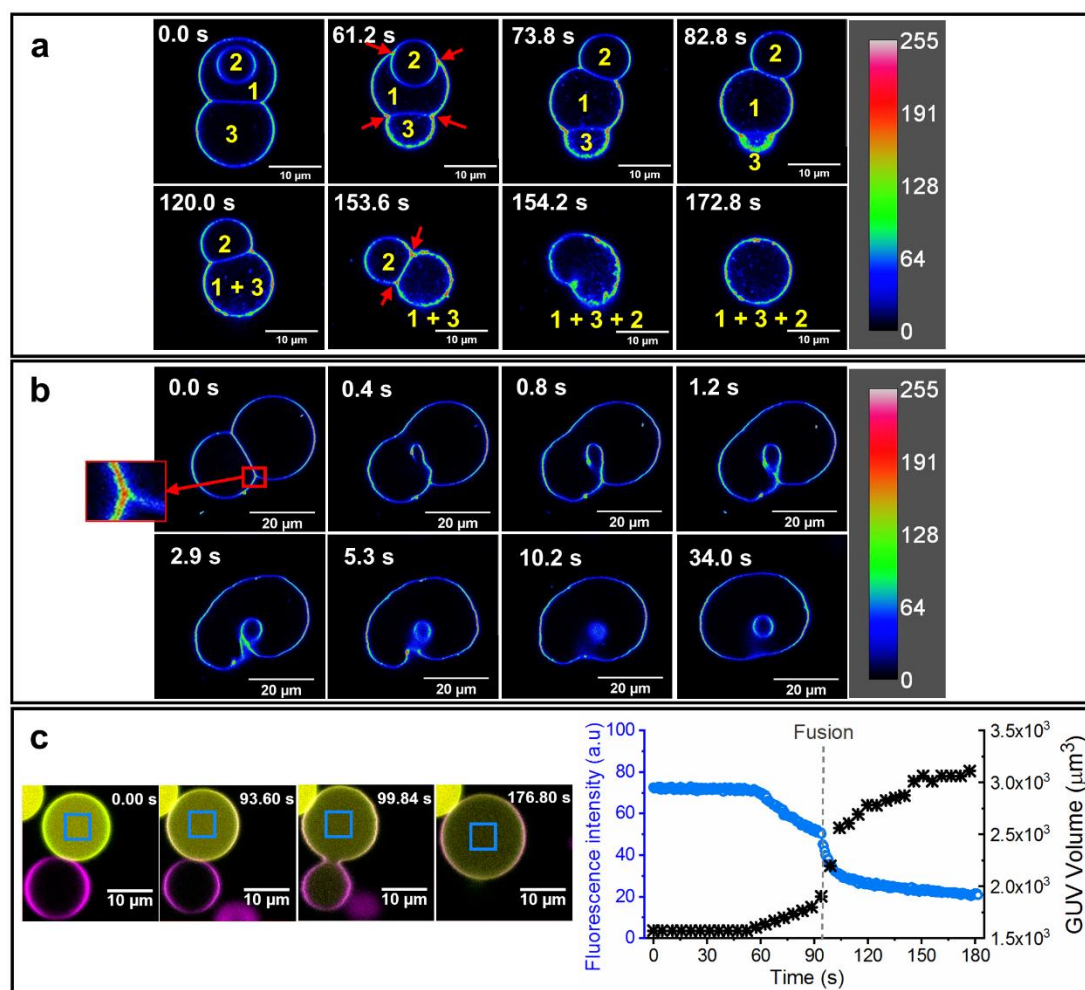 a
0.0 s
2
1
3
10 µm
61.2 s
2
1
3
10 µm
73.8 s
2
1
3
10 µm
82.8 s
2
1
3
10 µm
255
191
128
64
0
120.0 s
2
1 + 3
10 µm
153.6 s
2
1 + 3
10 µm
154.2 s
1 + 3 + 2
10 µm
172.8 s
1 + 3 + 2
10 µm
b
0.0 s
20 µm
0.4 s
20 µm
0.8 s
20 µm
1.2 s
20 µm
255
191
128
64
0
2.9 s
20 µm
5.3 s
20 µm
10.2 s
20 µm
34.0 s
20 µm
c
0.00 s
10 µm
93.60 s
10 µm
99.84 s
10 µm
176.80 s
10 µm
Fluorescence intensity (a.u)
100
80
60
40
20
0
Fusion
3.5x10³
3.0x10³
2.5x10³
2.0x10³
1.5x10³
GUV Volume (µm³)
0 30 60 90 120 150 180
Time (s)